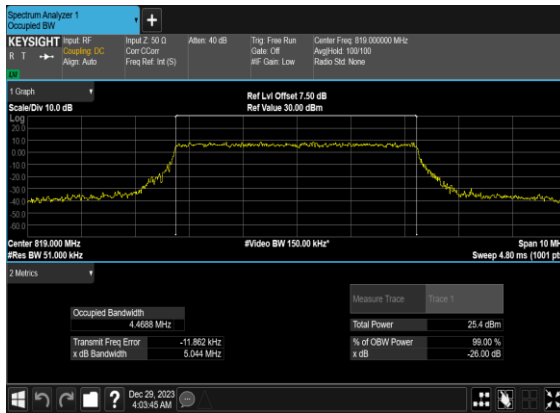 Spectrum Analyzer 1
Occupied BW
KEYSIGHT
R T
Input: RF
Coupling: DC
Align: Auto
Input Z: 50 Ω
Corr CCorr
Freq Ref: Int (S)
Atten: 40 dB
Trig: Free Run
Gate: Off
#IF Gain: Low
Center Freq: 819.000000 MHz
Avg|Hold: 100/100
Radio Std: None
1 Graph
Scale/Div 10.0 dB
Ref Lvl Offset 7.50 dB
Ref Value 30.00 dBm
Log
20.0
10.0
0.00
-10.0
-20.0
-30.0
-40.0
-50.0
-60.0
Center 819.000 MHz
#Res BW 51.000 kHz
#Video BW 150.00 kHz*
Span 10 MH
Sweep 4.80 ms (1001 pt
2 Metrics
Measure Trace
Trace 1
Occupied Bandwidth
4.4688 MHz
Total Power
25.4 dBm
Transmit Freq Error
-11.862 kHz
% of OBW Power
99.00 %
x dB Bandwidth
5.044 MHz
x dB
-26.00 dB
Dec 29, 2023
4:03:45 AM